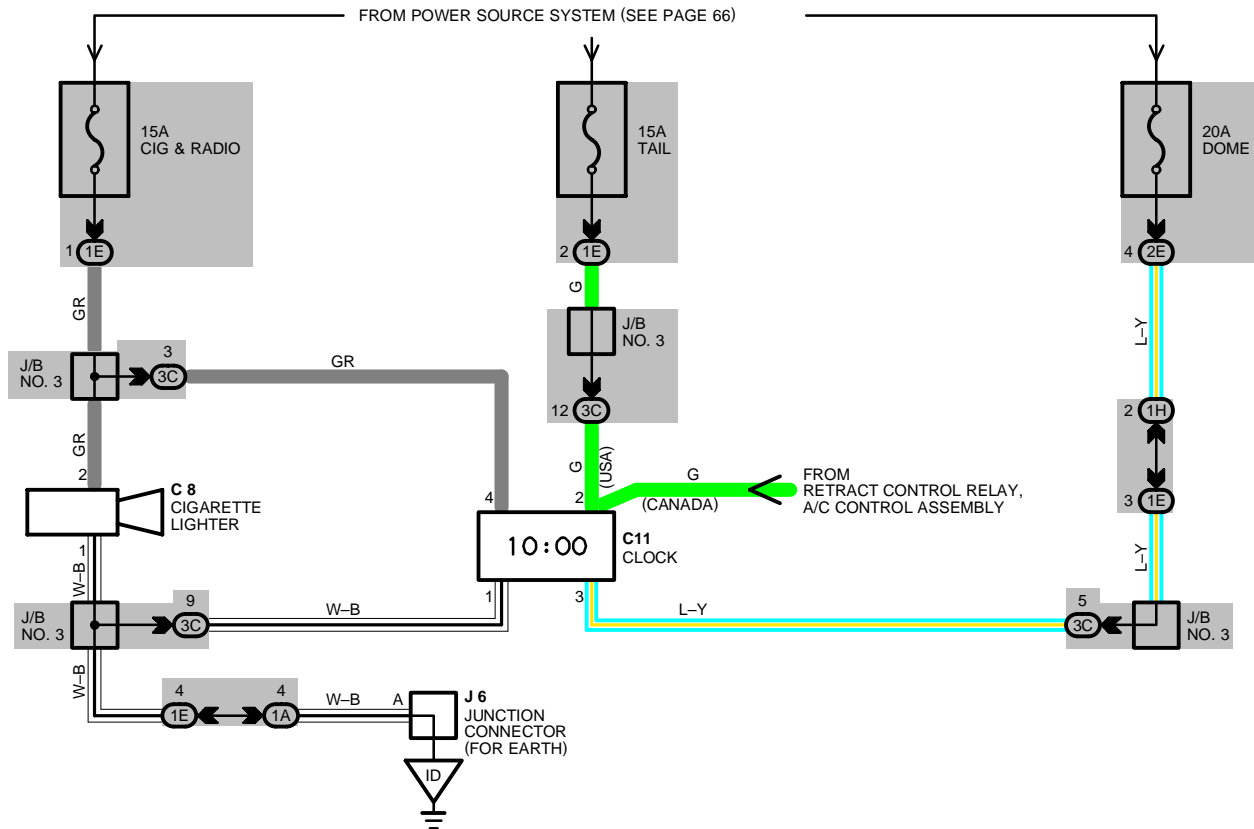 FROM POWER SOURCE SYSTEM (SEE PAGE 66)
15A
CIG & RADIO
15A
TAIL
20A
DOME
1 1E
2 1E
4 2E
GR
G
L–Y
J/B
NO. 3
J/B
NO. 3
3
3C
GR
12 3C
2 1H
GR
G
(USA)
G
(CANADA)
FROM
RETRACT CONTROL RELAY,
A/C CONTROL ASSEMBLY
3 1E
2
C 8
CIGARETTE
LIGHTER
4
2
10:00
C11
CLOCK
1
W–B
L–Y
J/B
NO. 3
9
3C
W–B
1
3
L–Y
5
3C
J/B
NO. 3
W–B
4
1E
4
1A
W–B
A
J 6
JUNCTION
CONNECTOR
(FOR EARTH)
ID